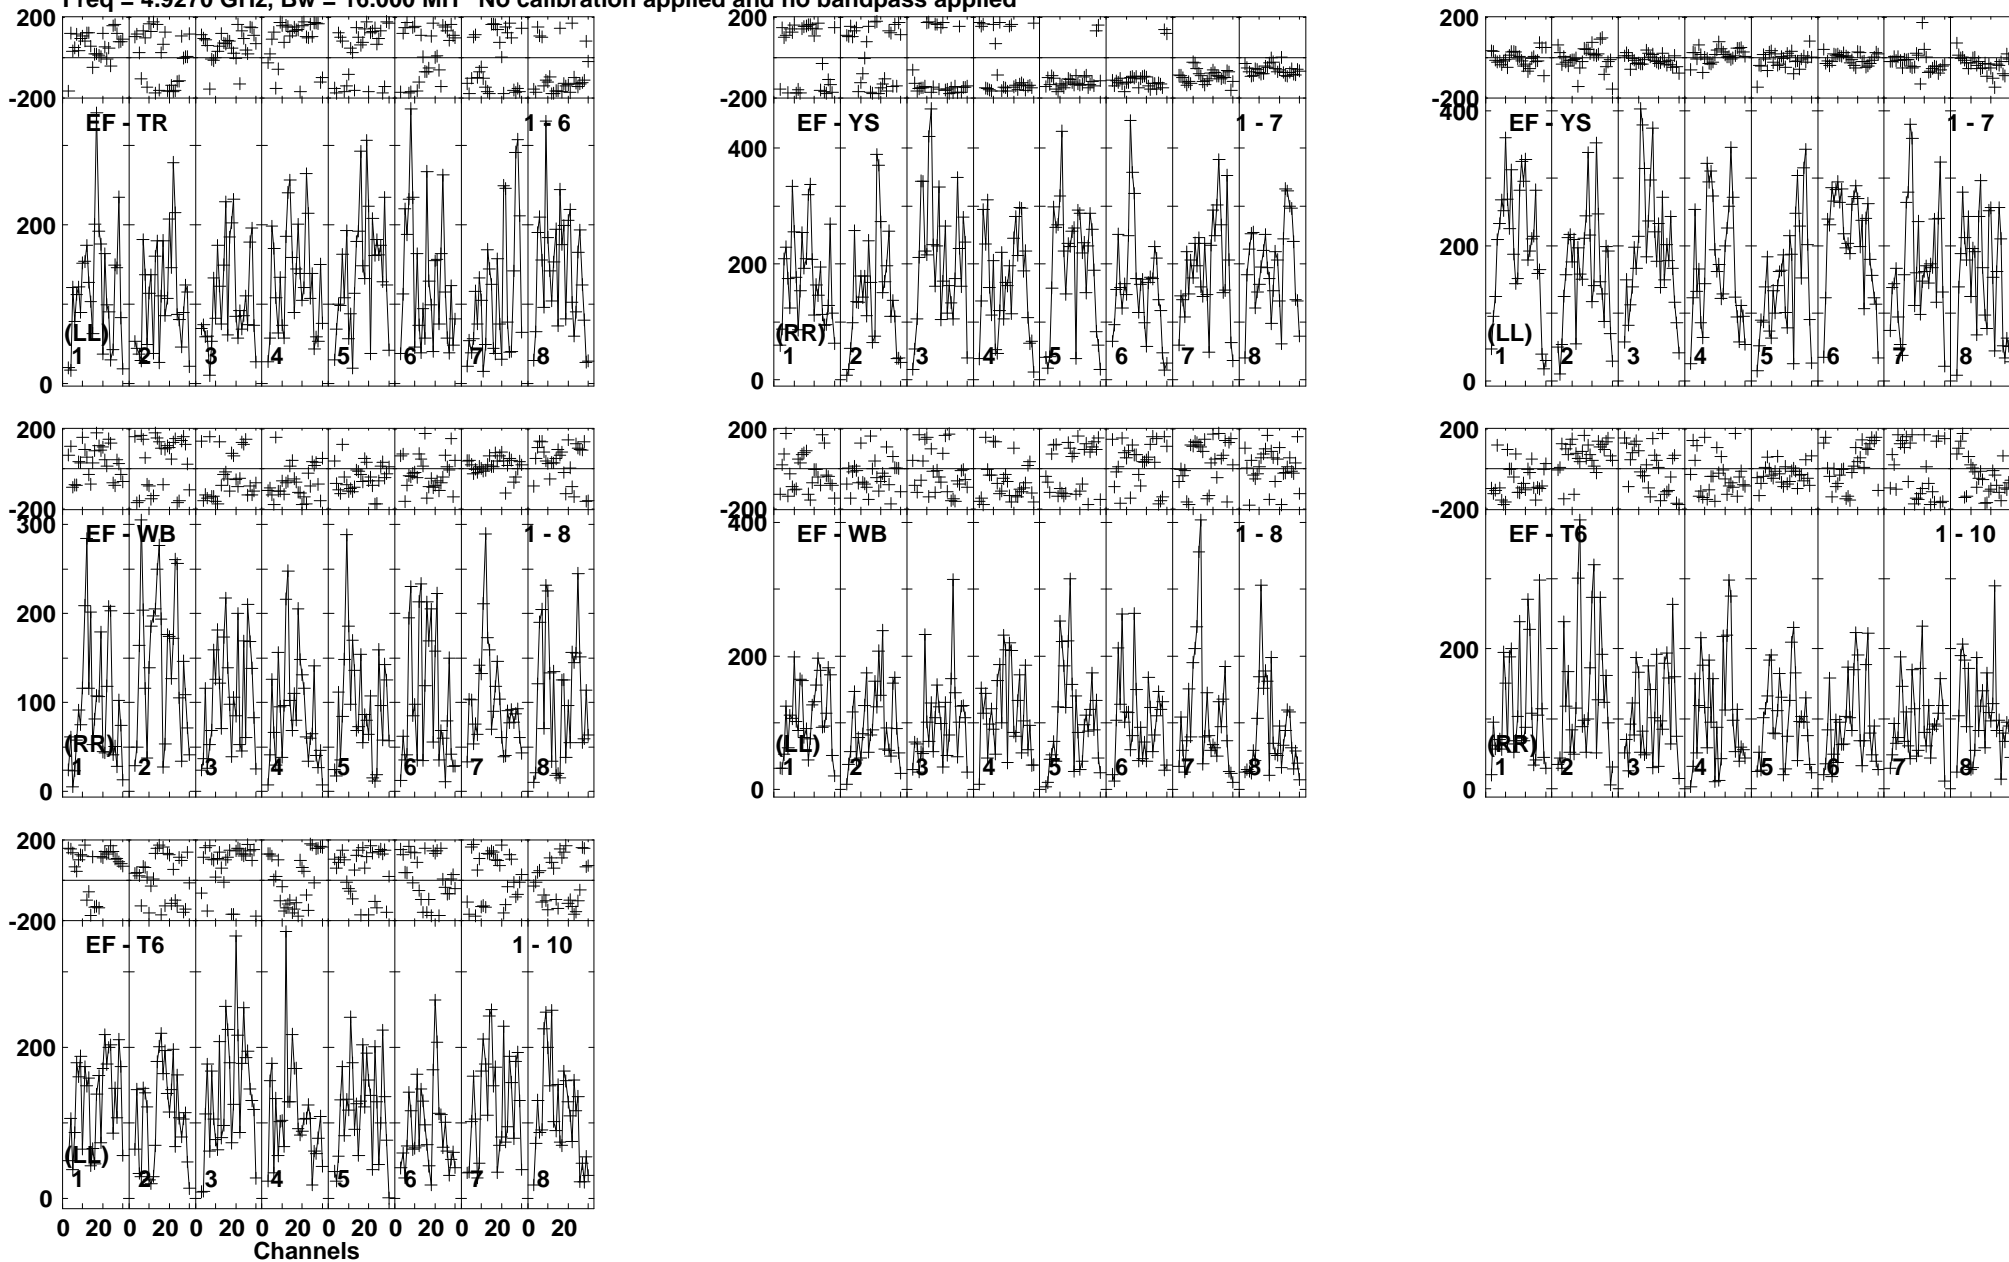 Freq = 4.9270 GHz, Bw = 16.000 MH No calibration applied and no bandpass applied
200
-200
EF - TR 1 - 6
200
(LL)
1 2 3 4 5 6 7 8
0
200
-200
EF - YS 1 - 7
400
200
(RR)
1 2 3 4 5 6 7 8
0
200
-200
400
EF - YS 1 - 7
200
(LL)
1 2 3 4 5 6 7 8
0
200
-200
300
EF - WB 1 - 8
200
100
(RR)
1 2 3 4 5 6 7 8
0
200
-200
400
EF - WB 1 - 8
200
(LL)
1 2 3 4 5 6 7 8
0
200
-200
EF - T6 1 - 10
200
(RR)
1 2 3 4 5 6 7 8
0
200
-200
EF - T6 1 - 10
200
(LL)
1 2 3 4 5 6 7 8
0
0 20 0 20 0 20 0 20 0 20 0 20 0 20 0 20
Channels